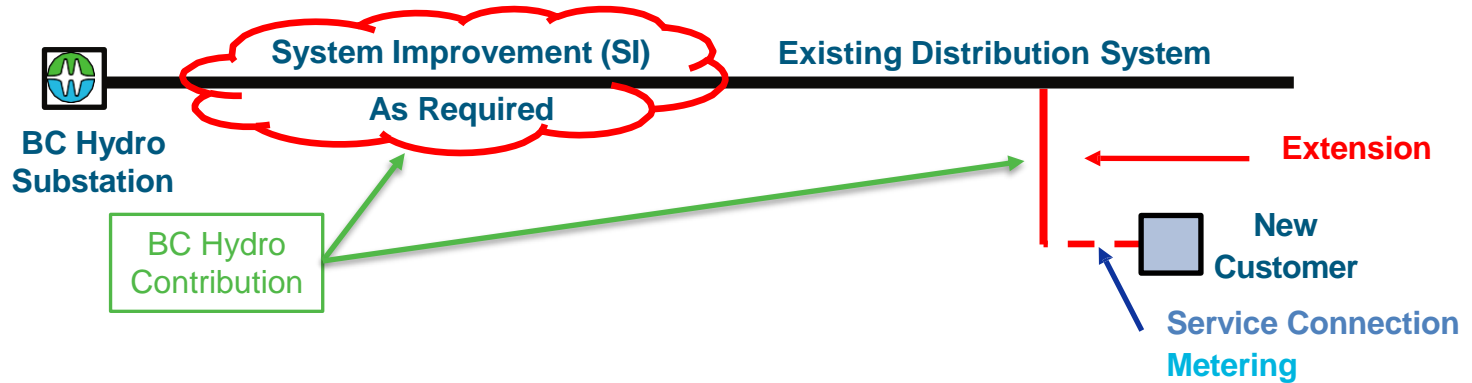 System Improvement (SI)
As Required
Existing Distribution System
BC Hydro
Substation
Extension
BC Hydro
Contribution
New
Customer
Service Connection
Metering